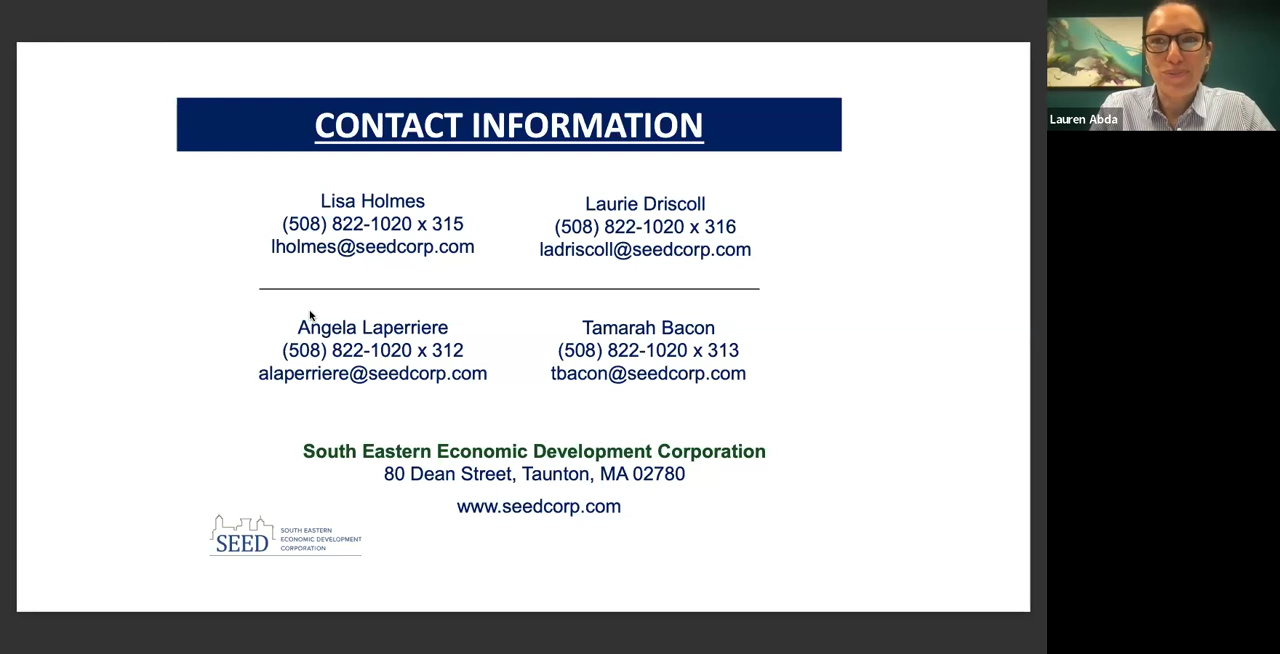 CONTACT INFORMATION
Lisa Holmes
(508) 822-1020 x 315
lholmes@seedcorp.com
Laurie Driscoll
(508) 822-1020 x 316
ladriscoll@seedcorp.com
Angela Laperriere
(508) 822-1020 x 312
alaperriere@seedcorp.com
Tamarah Bacon
(508) 822-1020 x 313
tbacon@seedcorp.com
South Eastern Economic Development Corporation
80 Dean Street, Taunton, MA 02780
www.seedcorp.com
SEED
SOUTH EASTERN
ECONOMIC DEVELOPMENT
CORPORATION
Lauren Abda